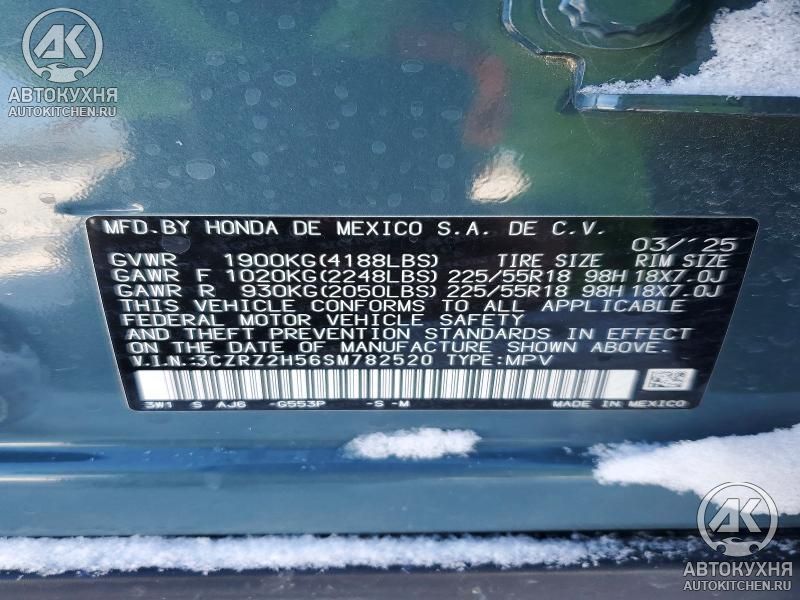 AK
АВТОКУХНЯ
AUTOKITCHEN.RU
MFD.BY HONDA DE MEXICO S.A. DE C.V.
03/'25
GVWR 1900KG(4188LBS) TIRE SIZE RIM SIZE
GAWR F 1020KG(2248LBS) 225/55R18 98H 18X7.0J
GAWR R 930KG(2050LBS) 225/55R18 98H 18X7.0J
THIS VEHICLE CONFORMS TO ALL APPLICABLE
FEDERAL MOTOR VEHICLE SAFETY
AND THEFT PREVENTION STANDARDS IN EFFECT
ON THE DATE OF MANUFACTURE SHOWN ABOVE.
V.I.N.:3CZRZ2H56SM782520 TYPE:MPV
3W1 S AJ6 -G553P -S -M MADE IN MEXICO
AK
АВТОКУХНЯ
AUTOKITCHEN.RU